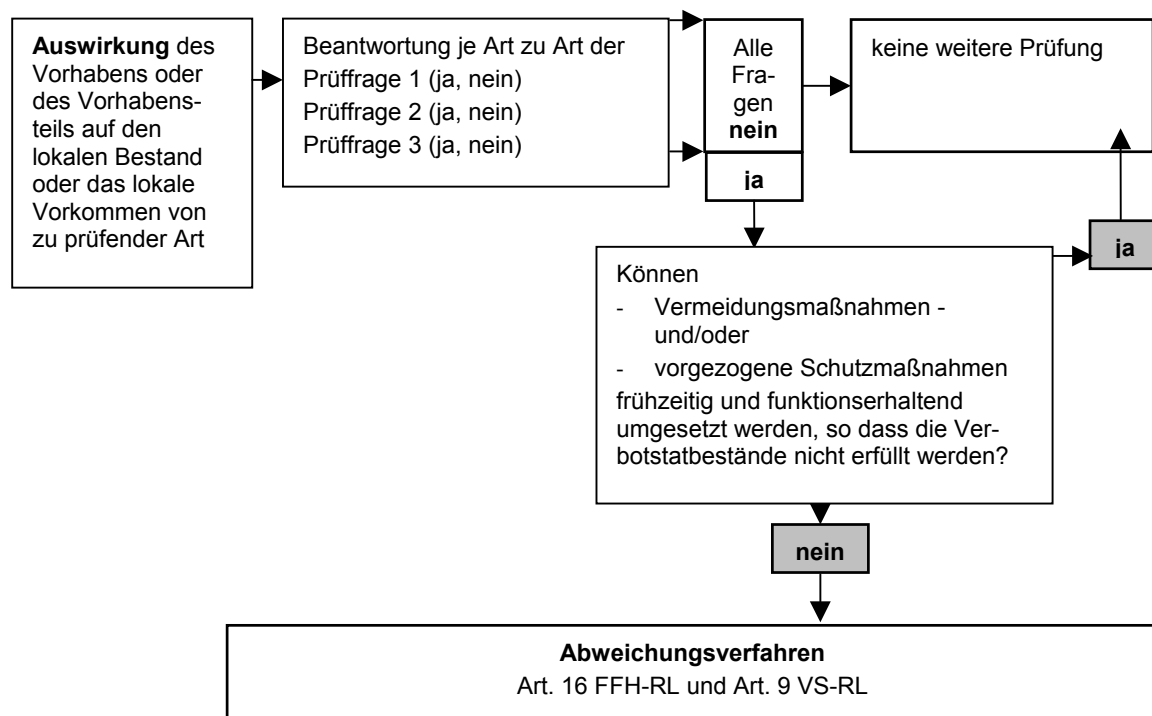 Auswirkung des
Vorhabens oder
des Vorhabens-
teils auf den
lokalen Bestand
oder das lokale
Vorkommen von
zu prüfender Art
Beantwortung je Art zu Art der
Prüffrage 1 (ja, nein)
Prüffrage 2 (ja, nein)
Prüffrage 3 (ja, nein)
Alle
Fra-
gen
nein
ja
keine weitere Prüfung
ja
Können
- Vermeidungsmaßnahmen -
und/oder
- vorgezogene Schutzmaßnahmen
frühzeitig und funktionserhaltend
umgesetzt werden, so dass die Ver-
botstatbestände nicht erfüllt werden?
nein
Abweichungsverfahren
Art. 16 FFH-RL und Art. 9 VS-RL